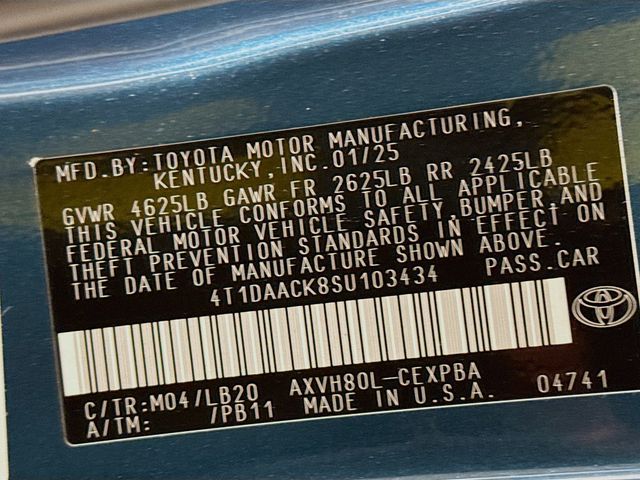 MFD.BY:TOYOTA MOTOR MANUFACTURING,
KENTUCKY,INC.01/25
GVWR 4625LB GAWR FR 2625LB RR 2425LB
THIS VEHICLE CONFORMS TO ALL APPLICABLE
FEDERAL MOTOR VEHICLE SAFETY,BUMPER,AND
THEFT PREVENTION STANDARDS IN EFFECT ON
THE DATE OF MANUFACTURE SHOWN ABOVE.
4T1DAACK8SU103434 PASS.CAR
C/TR:M04/LB20 AXVH80L-CEXPBA
A/TM: /PB11 MADE IN U.S.A. 04741